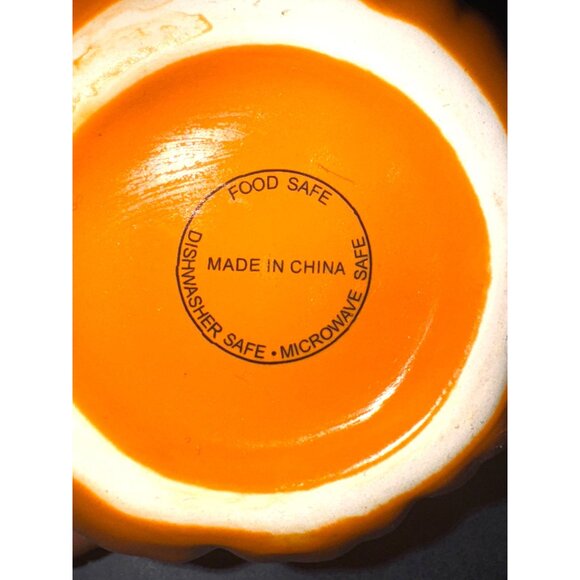 FOOD SAFE
MADE IN CHINA
DISHWASHER SAFE • MICROWAVE SAFE